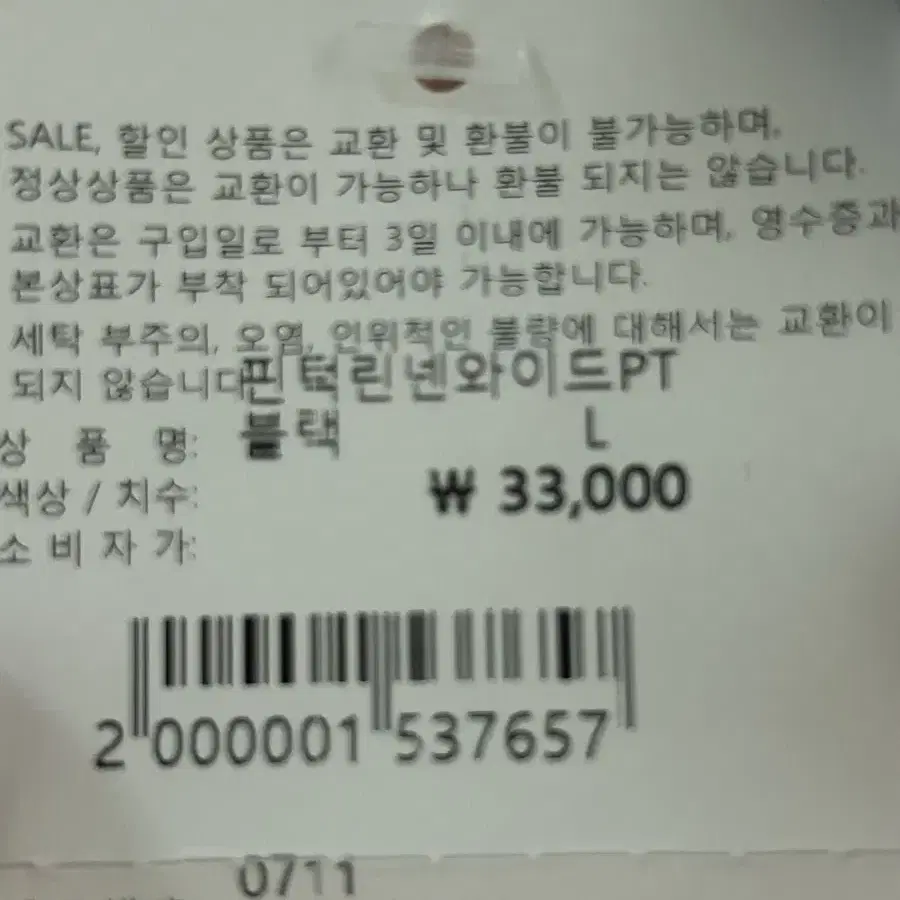 SALE, 할인 상품은 교환 및 환불이 불가능하며,
정상상품은 교환이 가능하나 환불 되지는 않습니다.
교환은 구입일로 부터 3일 이내에 가능하며, 영수증과
본상표가 부착 되어있어야 가능합니다.
세탁 부주의, 오염, 인위적인 불량에 대해서는 교환이
되지 않습니다
핀턱린넨와이드PT
상 품 명:
블랙 L
색상 / 치수:
₩ 33,000
소 비 자 가:
2 000001 537657
0711